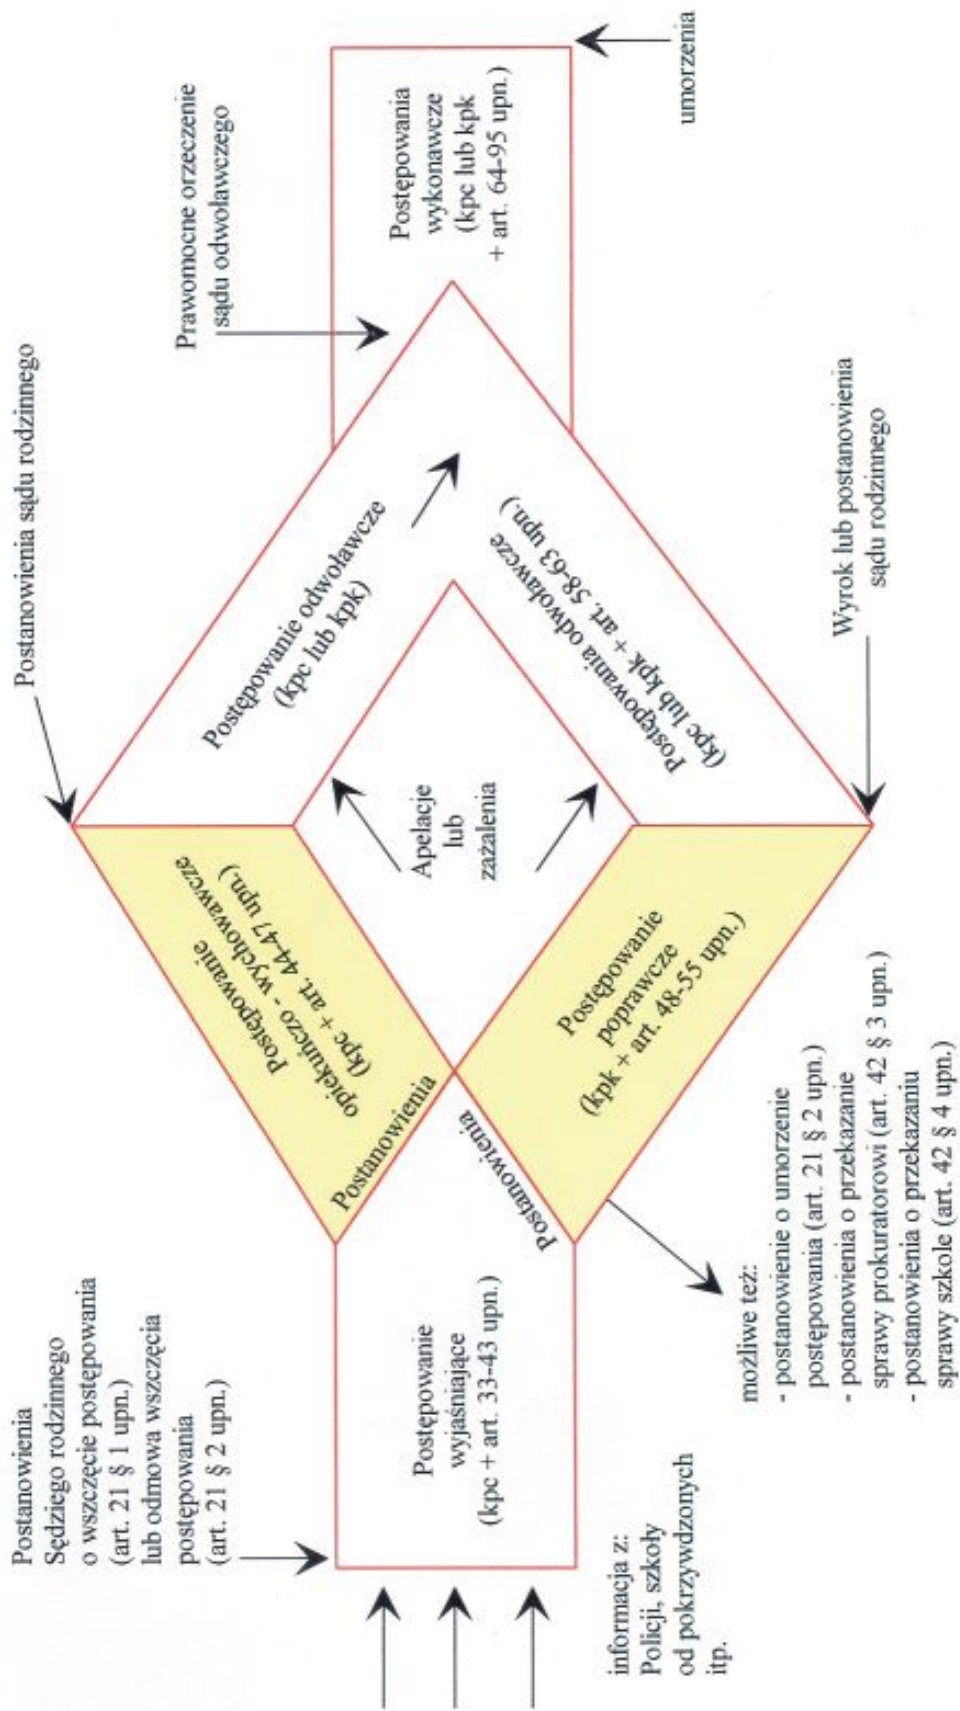 Postanowienia
Sędziego rodzinnego
o wszczęcie postępowania
(art. 21 § 1 upn.)
lub odmowa wszczęcia
postępowania
(art. 21 § 2 upn.)
informacja z:
Policji, szkoły
od pokrzywdzonych
itp.
Postępowanie
wyjaśniające
(kpc + art. 33-43 upn.)
Postanowienia
Postanowienia
możliwe też:
- postanowienie o umorzenie
postępowania (art. 21 § 2 upn.)
- postanowienia o przekazanie
sprawy prokuratorowi (art. 42 § 3 upn.)
- postanowienia o przekazaniu
sprawy szkole (art. 42 § 4 upn.)
Postępowanie
opiekuńczo - wychowawcze
(kpc + art. 44-47 upn.)
Postępowanie
poprawcze
(kpk + art. 48-55 upn.)
Postanowienia sądu rodzinnego
Wyrok lub postanowienia
sądu rodzinnego
Apelacje
lub
zażalenia
Postępowanie odwoławcze
(kpc lub kpk)
Postępowania odwoławcze
(kpc lub kpk + art. 58-63 upn.)
Prawomocne orzeczenie
sądu odwoławczego
Postępowania
wykonawcze
(kpc lub kpk
+ art. 64-95 upn.)
umorzenia